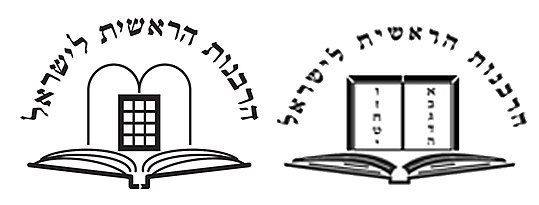 הרבנות הראשית לישראל
הרבנות הראשית לישראל
א ב ג ד ה
ו ז ח ט י